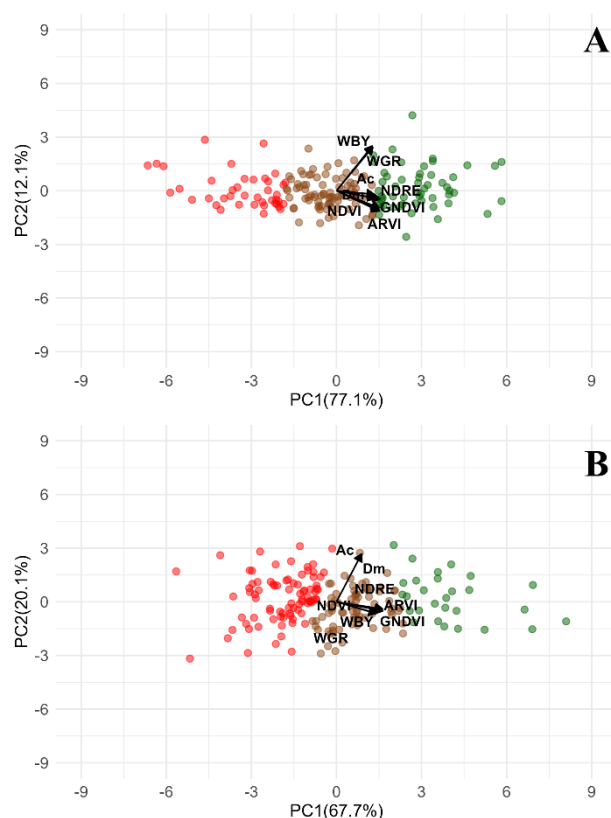 A
9
6
3
0
-3
-6
-9
PC2(12.1%)
WBY
WGR
Ac
Dm
NDRE
NDVI
GNDVI
ARVI
-9 -6 -3 0 3 6 9
PC1(77.1%)
B
9
6
3
0
-3
-6
-9
PC2(20.1%)
Ac
Dm
NDRE
NDVI
ARVI
WBY
GNDVI
WGR
-9 -6 -3 0 3 6 9
PC1(67.7%)